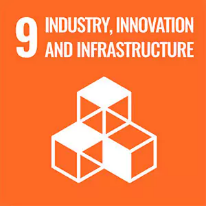 9 INDUSTRY, INNOVATION
AND INFRASTRUCTURE